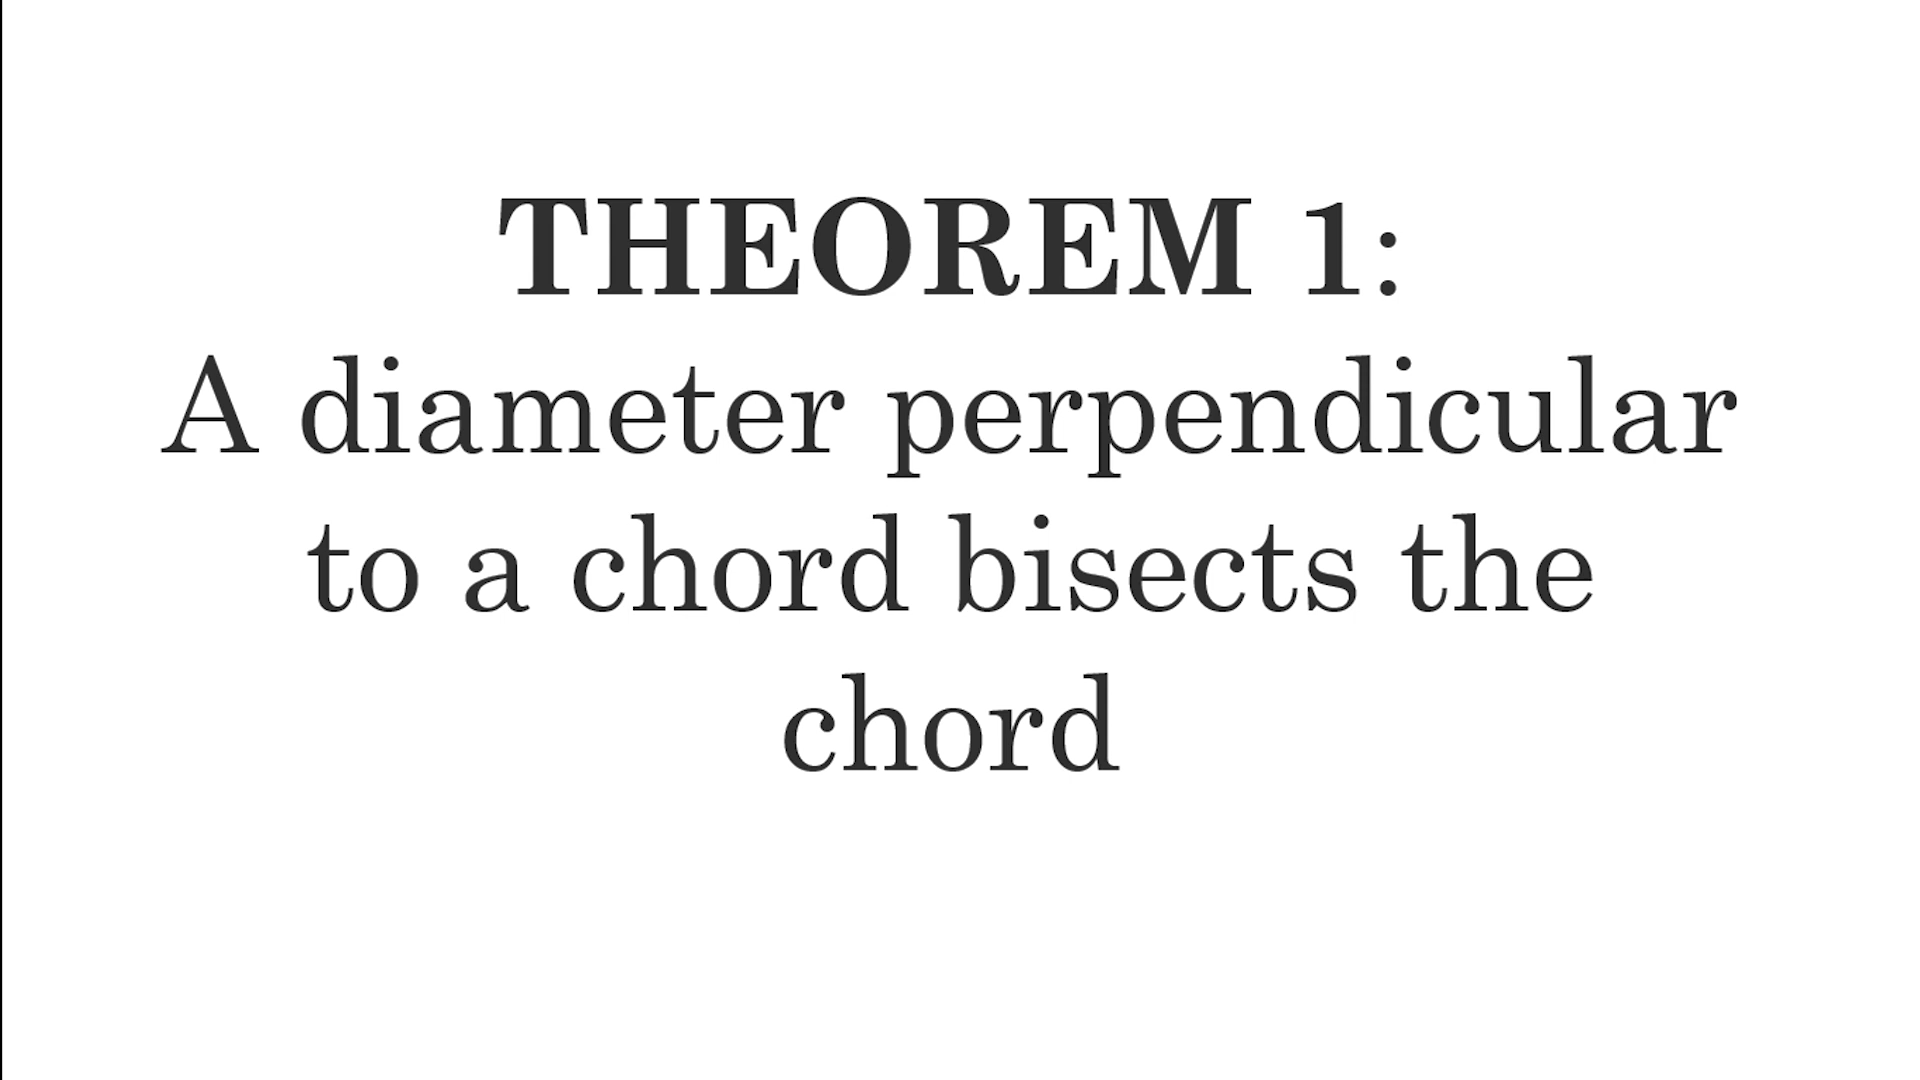 THEOREM 1:
A diameter perpendicular
to a chord bisects the
chord